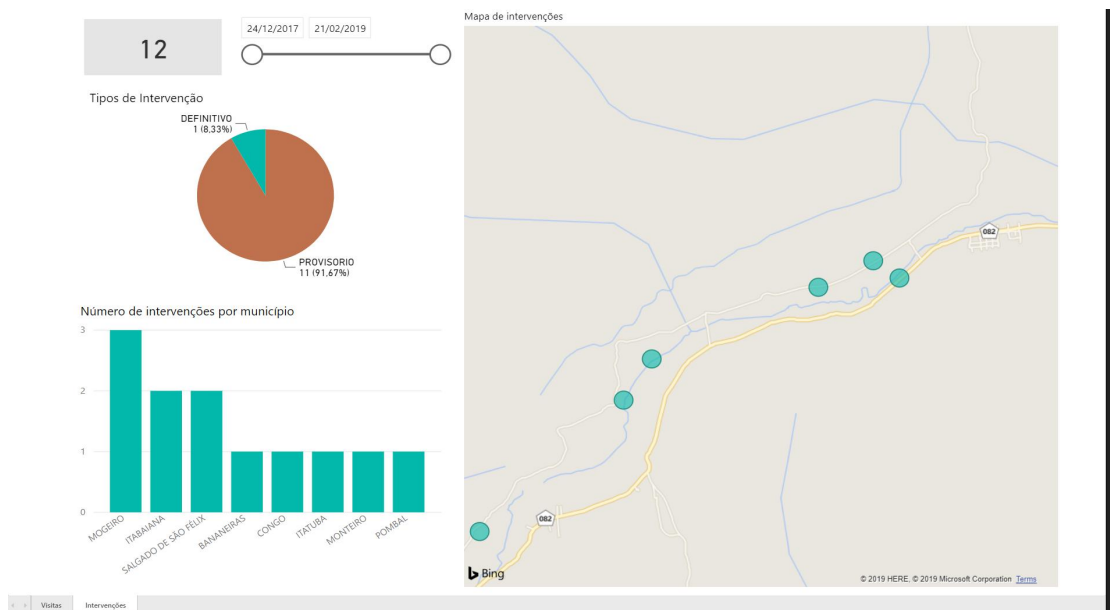 12
24/12/2017 21/02/2019
Tipos de Intervenção
DEFINITIVO
1 (8,33%)
PROVISORIO
11 (91,67%)
Número de intervenções por município
3
2
1
0
MOGEIRO
ITABAIANA
SALGADO DE SÃO FÉLIX
BANANEIRAS
CONGO
ITATUBA
MONTEIRO
POMBAL
Mapa de intervenções
082
082
Bing
© 2019 HERE, © 2019 Microsoft Corporation Terms
Visitas Intervenções